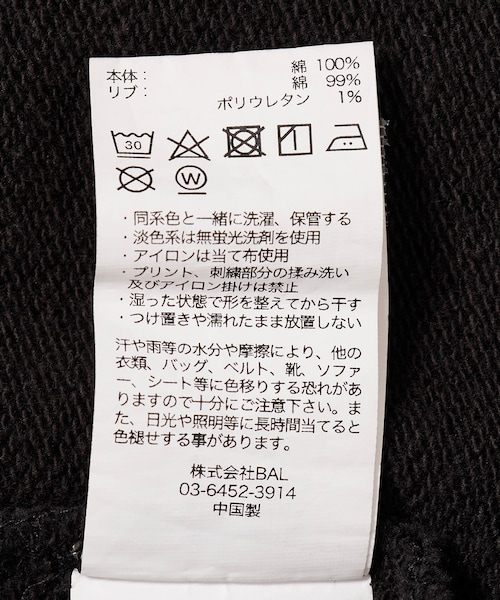 本体： 綿 100%
リブ： 綿 99%
ポリウレタン 1%
30
W
・同系色と一緒に洗濯、保管する
・淡色系は無蛍光洗剤を使用
・アイロンは当て布使用
・プリント、刺繍部分の揉み洗い
及びアイロン掛けは禁止
・湿った状態で形を整えてから干す
・つけ置きや濡れたまま放置しない
汗や雨等の水分や摩擦により、他の
衣類、バッグ、ベルト、靴、ソファ
ー、シート等に色移りする恐れがあ
りますので十分にご注意下さい。ま
た、日光や照明等に長時間当てると
色褪せする事があります。
株式会社BAL
03-6452-3914
中国製